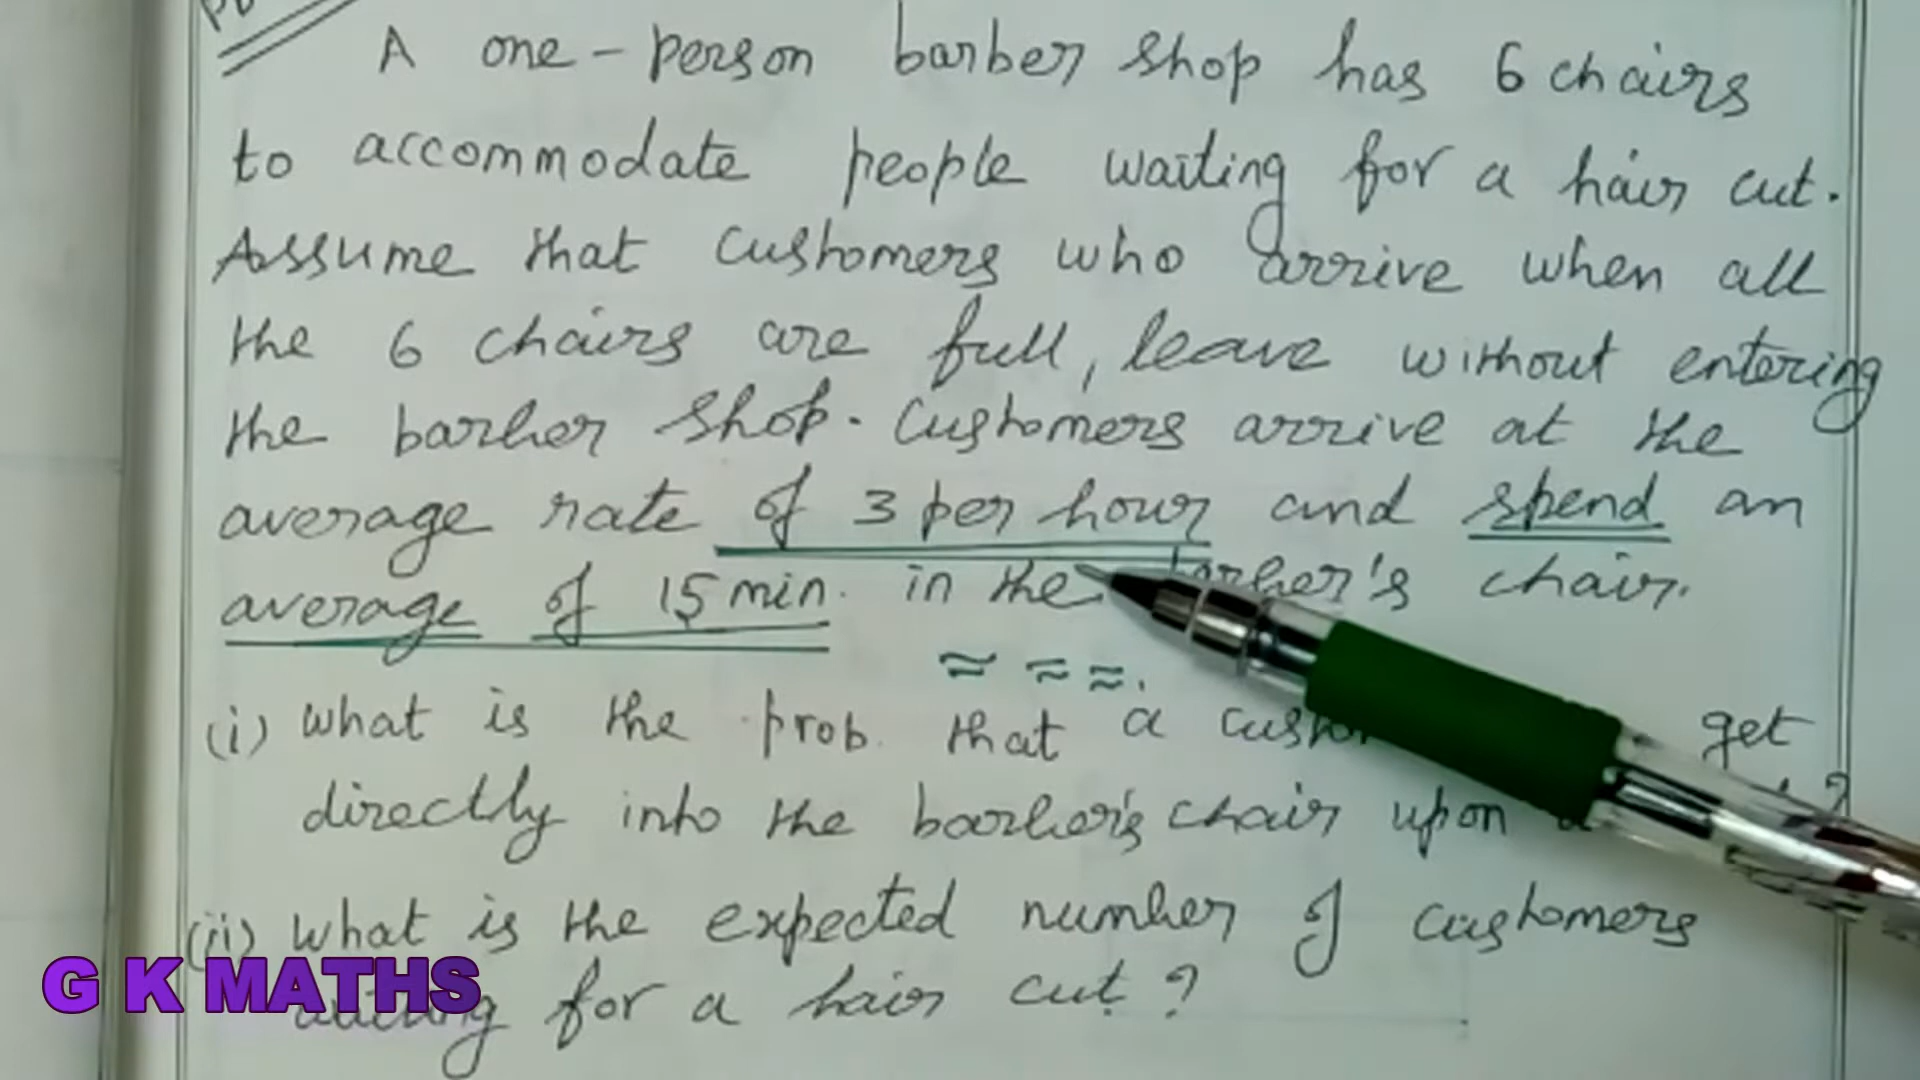 A one-person barber shop has 6 chairs
to accommodate people waiting for a hair cut.
Assume that customers who arrive when all
the 6 chairs are full, leave without entering
the barber shop. Customers arrive at the
average rate of 3 per hour and spend an
average of 15 min. in the barber's chair.
(i) What is the prob. that a get
directly into the barber's chair upon
(ii) What is the expected number of customers
waiting for a hair cut?
G K MATHS